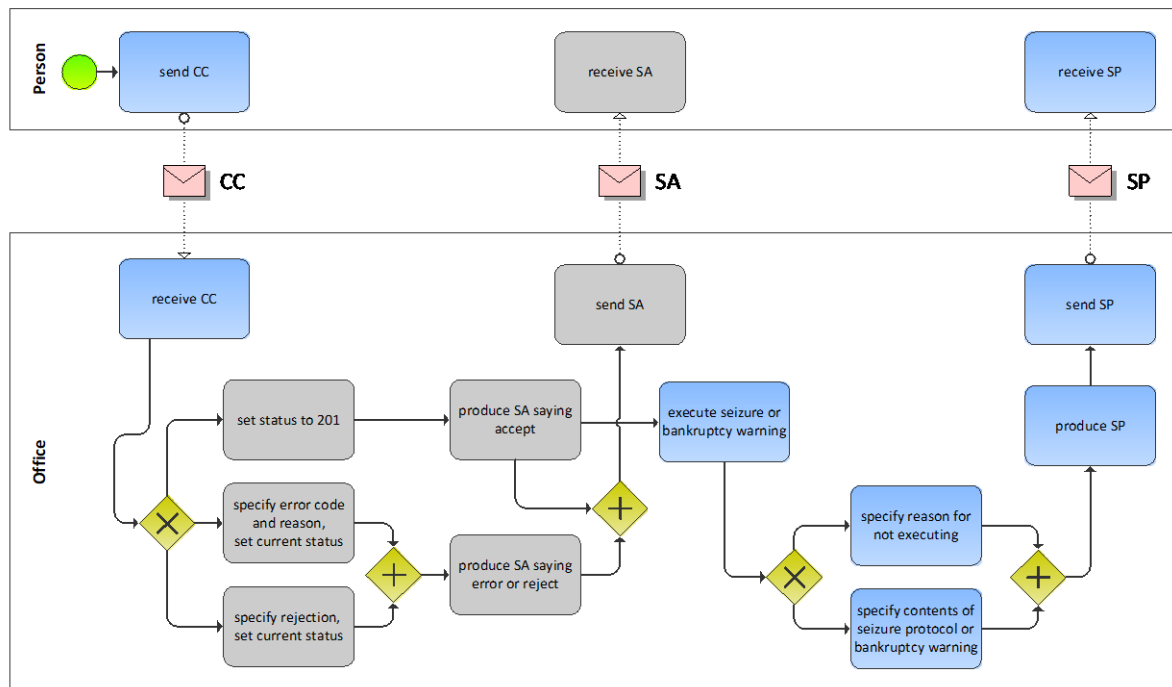 Person
send CC
receive SA
receive SP
CC
SA
SP
Office
receive CC
send SA
send SP
set status to 201
produce SA saying
accept
execute seizure or
bankruptcy warning
produce SP
specify error code
and reason,
set current status
specify reason for
not executing
produce SA saying
error or reject
specify rejection,
set current status
specify contents of
seizure protocol or
bankruptcy warning